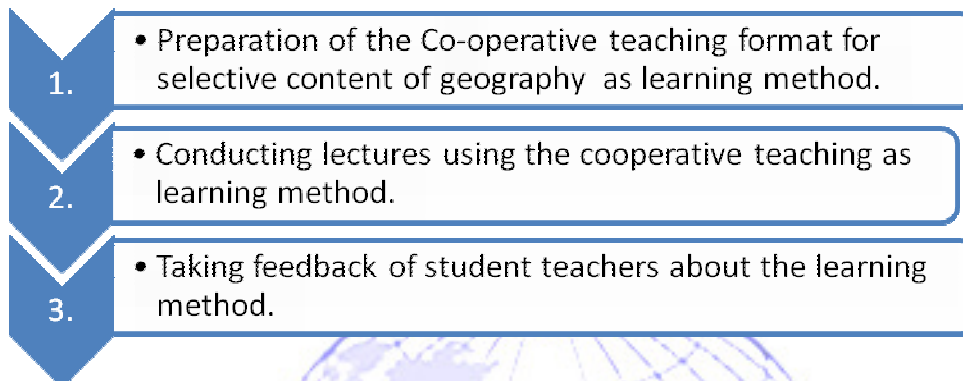 1.
• Preparation of the Co-operative teaching format for
selective content of geography as learning method.
2.
• Conducting lectures using the cooperative teaching as
learning method.
3.
• Taking feedback of student teachers about the learning
method.